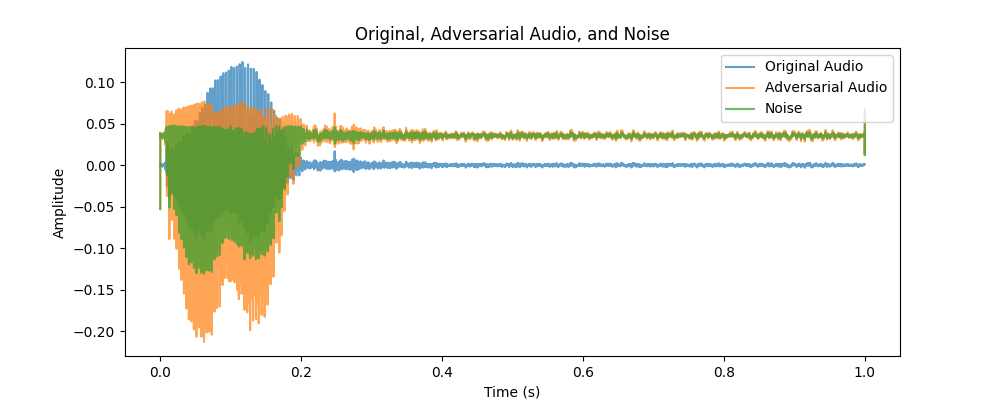 Original, Adversarial Audio, and Noise
Original Audio
Adversarial Audio
Noise
Amplitude
0.10
0.05
0.00
−0.05
−0.10
−0.15
−0.20
0.0 0.2 0.4 0.6 0.8 1.0
Time (s)